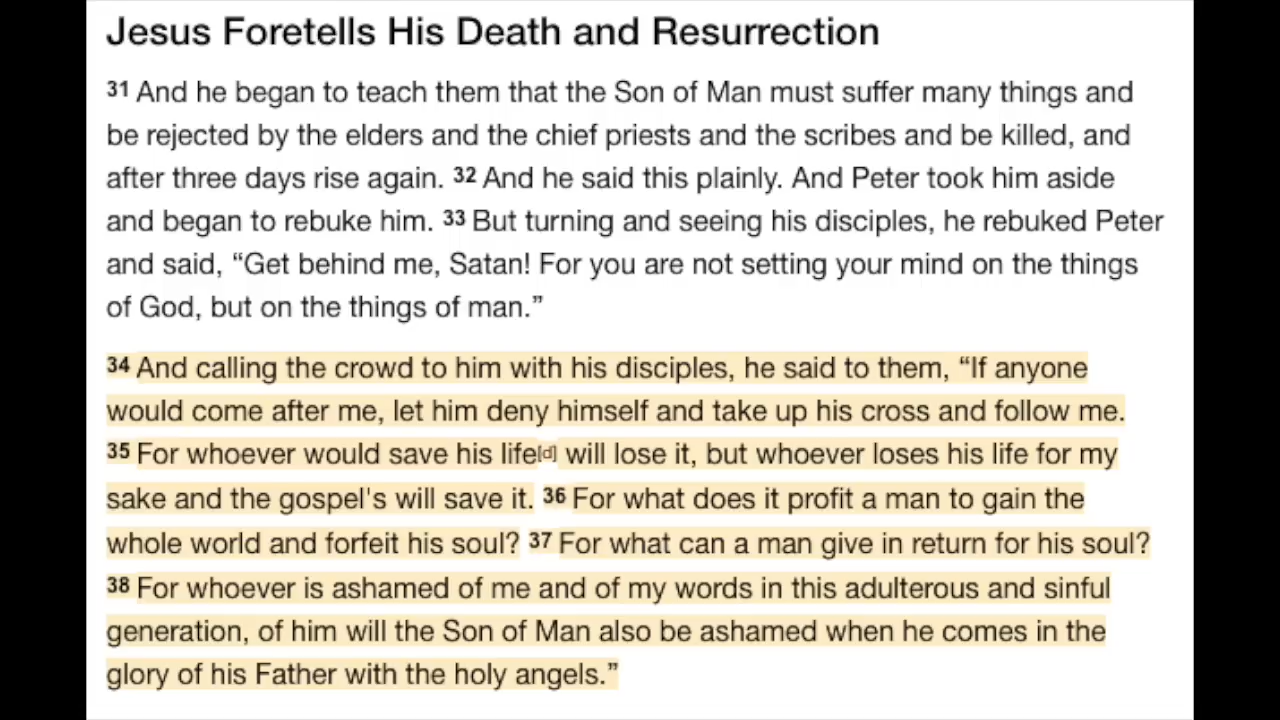 Jesus Foretells His Death and Resurrection
31 And he began to teach them that the Son of Man must suffer many things and
be rejected by the elders and the chief priests and the scribes and be killed, and
after three days rise again. 32 And he said this plainly. And Peter took him aside
and began to rebuke him. 33 But turning and seeing his disciples, he rebuked Peter
and said, “Get behind me, Satan! For you are not setting your mind on the things
of God, but on the things of man.”
34 And calling the crowd to him with his disciples, he said to them, “If anyone
would come after me, let him deny himself and take up his cross and follow me.
35 For whoever would save his life[d] will lose it, but whoever loses his life for my
sake and the gospel's will save it. 36 For what does it profit a man to gain the
whole world and forfeit his soul? 37 For what can a man give in return for his soul?
38 For whoever is ashamed of me and of my words in this adulterous and sinful
generation, of him will the Son of Man also be ashamed when he comes in the
glory of his Father with the holy angels.”